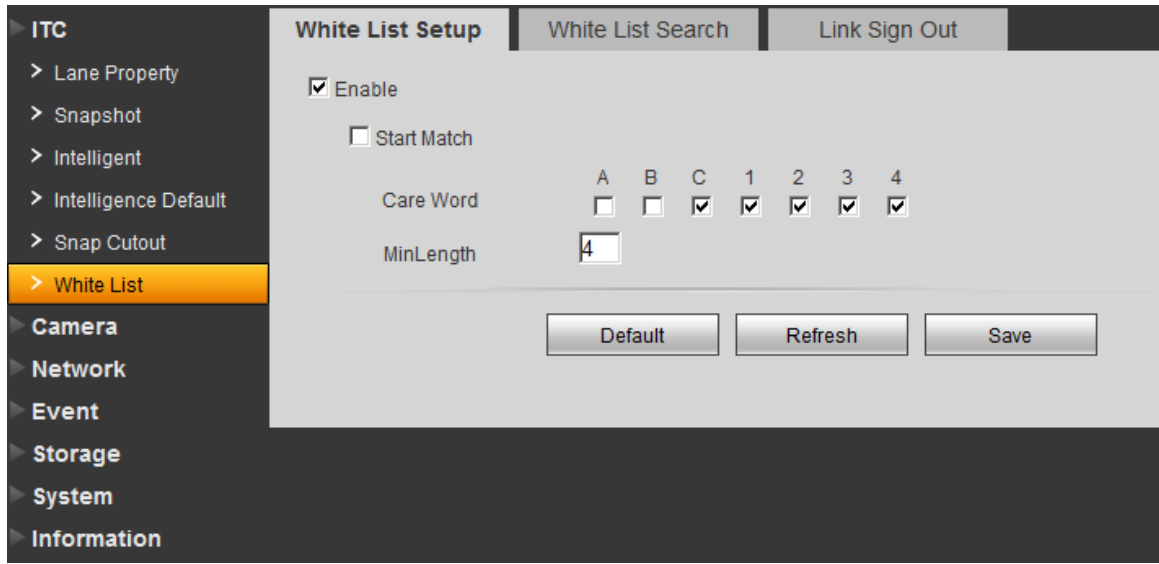 ITC
Lane Property
Snapshot
Intelligent
Intelligence Default
Snap Cutout
White List
Camera
Network
Event
Storage
System
Information
White List Setup White List Search Link Sign Out
Enable
Start Match
A B C 1 2 3 4
Care Word
MinLength 4
Default Refresh Save